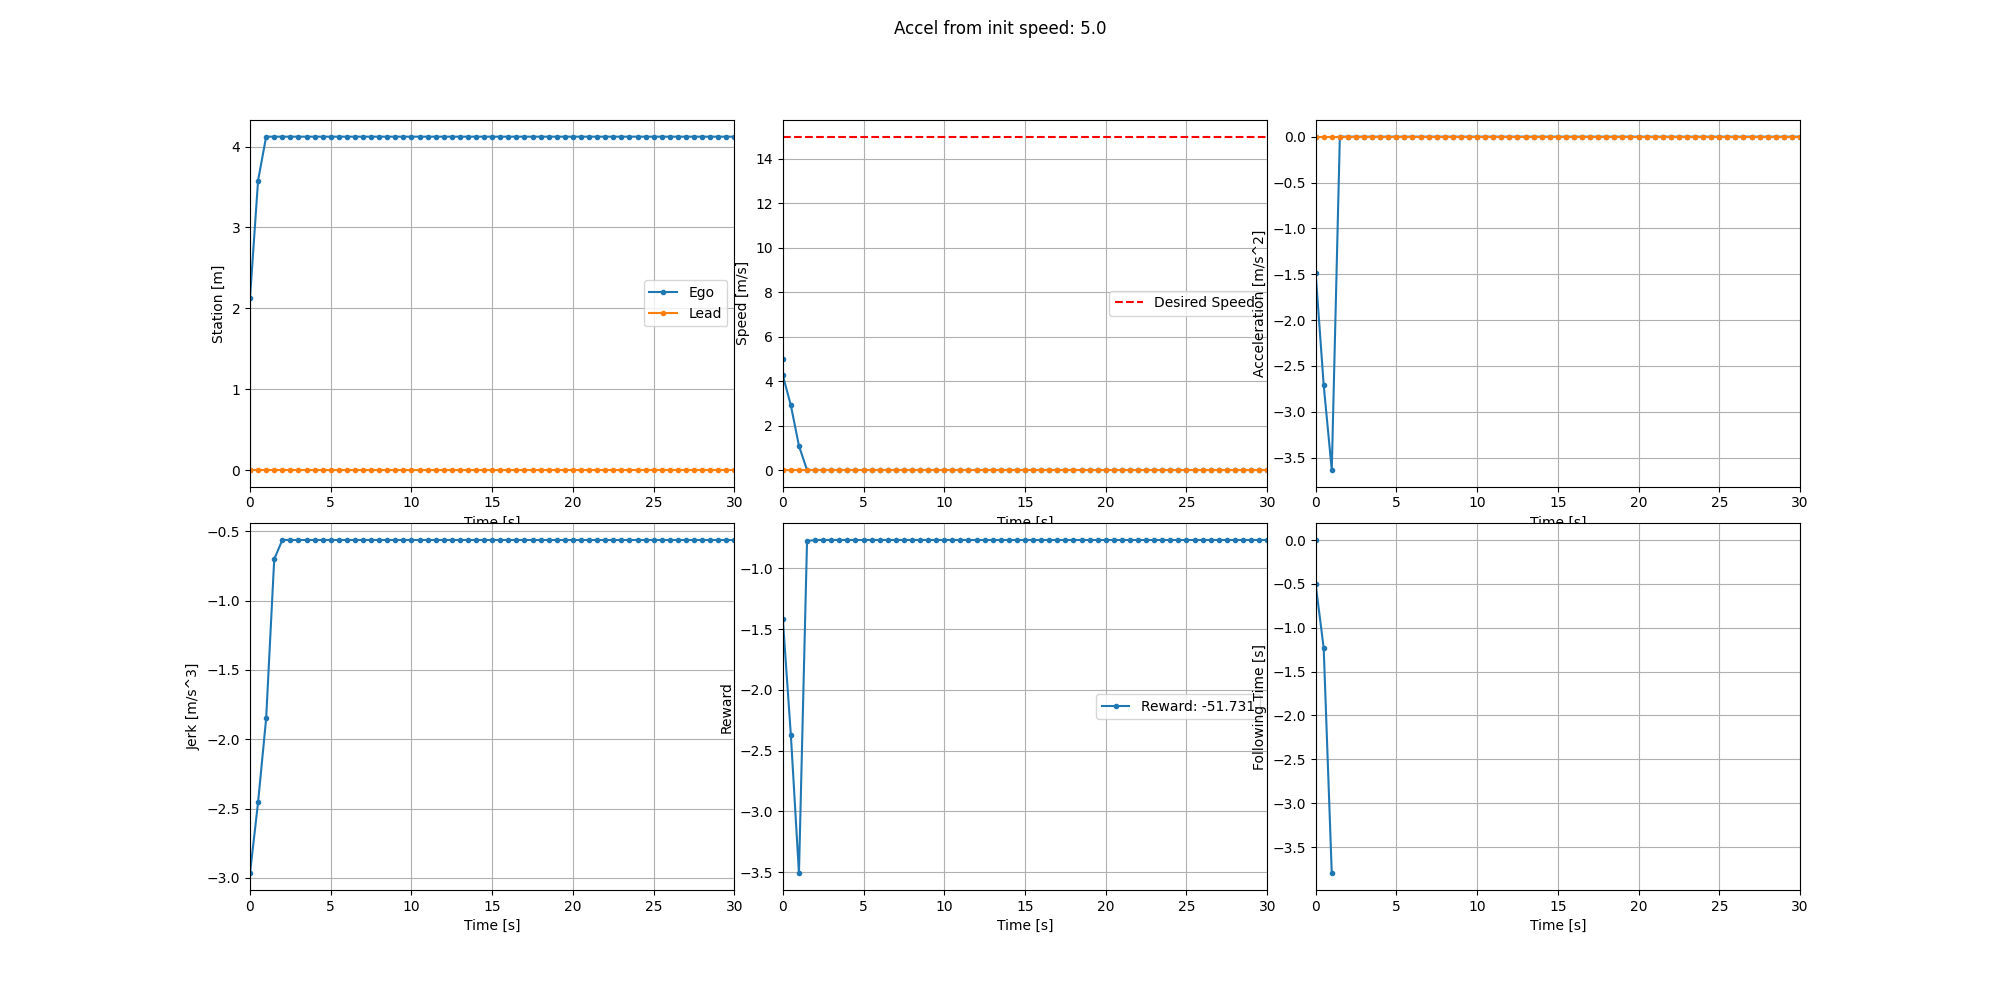 Accel from init speed: 5.0
Station [m]
4
3
2
1
0
Ego
Lead
0 5 10 15 20 25 30
Time [s]
Speed [m/s]
14
12
10
8
6
4
2
0
Desired Speed
0 5 10 15 20 25 30
Time [s]
Acceleration [m/s^2]
0.0
−0.5
−1.0
−1.5
−2.0
−2.5
−3.0
−3.5
0 5 10 15 20 25 30
Time [s]
Jerk [m/s^3]
−0.5
−1.0
−1.5
−2.0
−2.5
−3.0
0 5 10 15 20 25 30
Time [s]
Reward
−1.0
−1.5
−2.0
−2.5
−3.0
−3.5
Reward: -51.731
0 5 10 15 20 25 30
Time [s]
Following Time [s]
0.0
−0.5
−1.0
−1.5
−2.0
−2.5
−3.0
−3.5
0 5 10 15 20 25 30
Time [s]